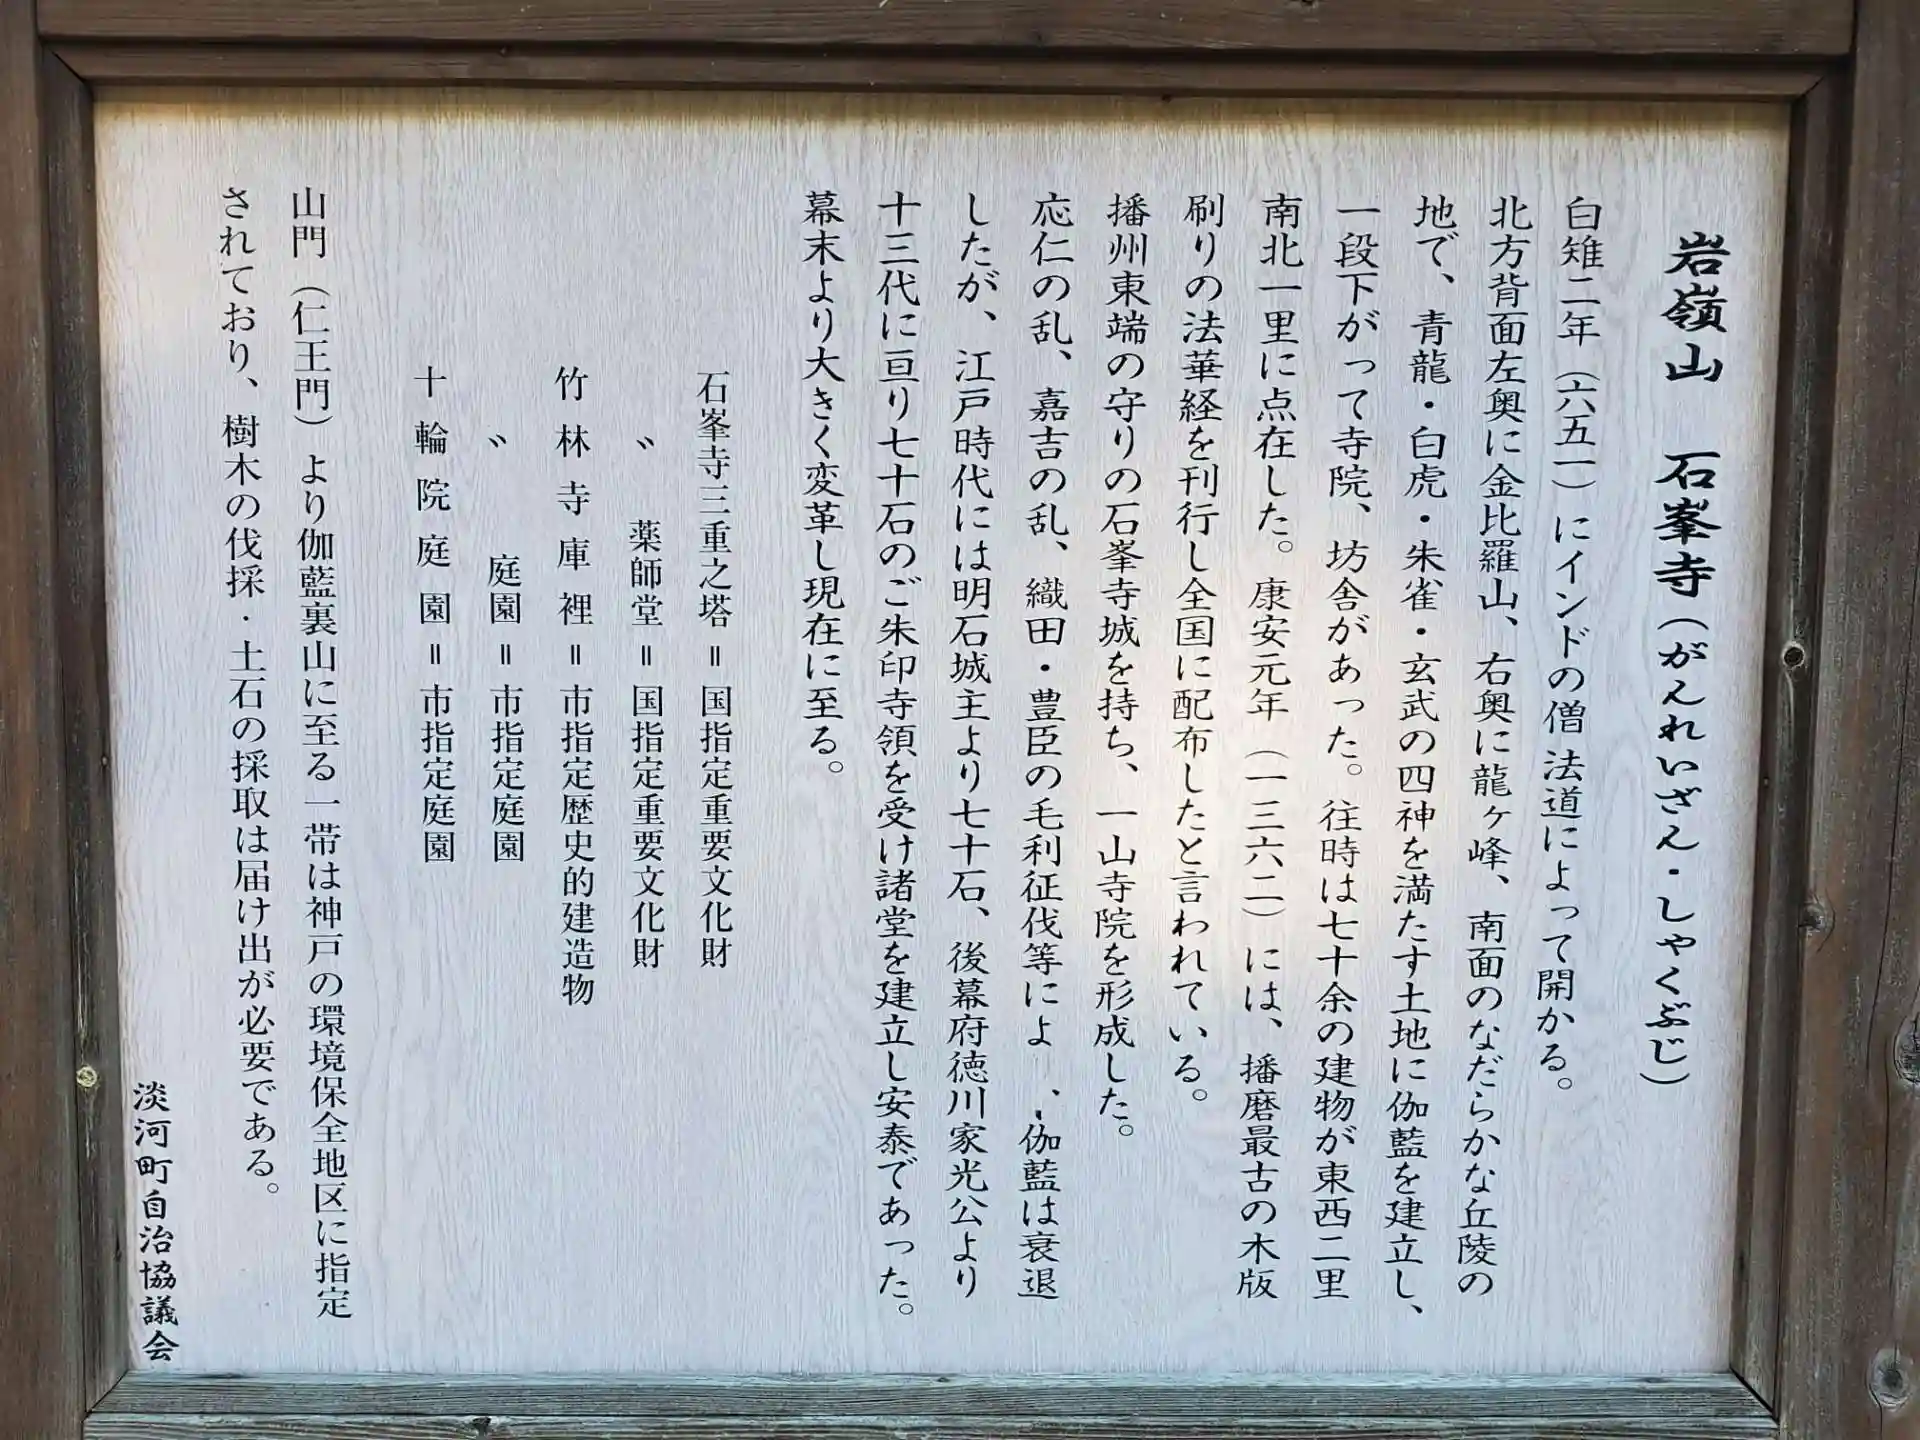 岩嶺山　石峯寺（がんれいざん・しゃくぶじ）
白雉二年（六五一）にインドの僧 法道によって開かる。
北方背面左奥に金比羅山、右奥に龍ヶ峰、南面のなだらかな丘陵の
地で、青龍・白虎・朱雀・玄武の四神を満たす土地に伽藍を建立し、
一段下がって寺院、坊舎があった。往時は七十余の建物が東西二里
南北一里に点在した。康安元年（一三六二）には、播磨最古の木版
刷りの法華経を刊行し全国に配布したと言われている。
播州東端の守りの石峯寺城を持ち、一山寺院を形成した。
応仁の乱、嘉吉の乱、織田・豊臣の毛利征伐等によ　、伽藍は衰退
したが、江戸時代には明石城主より七十石、後幕府徳川家光公より
十三代に亘り七十石のご朱印寺領を受け諸堂を建立し安泰であった。
幕末より大きく変革し現在に至る。
石峯寺三重之塔＝国指定重要文化財
〃　薬師堂＝国指定重要文化財
竹林寺庫裡＝市指定歴史的建造物
〃　庭園＝市指定庭園
十輪院庭園＝市指定庭園
山門（仁王門）より伽藍裏山に至る一帯は神戸の環境保全地区に指定
されており、樹木の伐採・土石の採取は届け出が必要である。
淡河町自治協議会